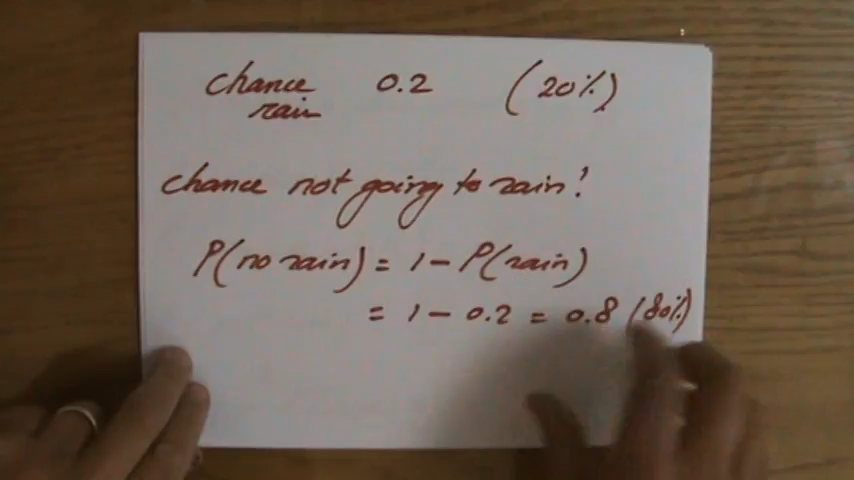 chance rain 0.2 (20%)
chance not going to rain?
P(no rain) = 1 - P(rain)
= 1 - 0.2 = 0.8 (80%)